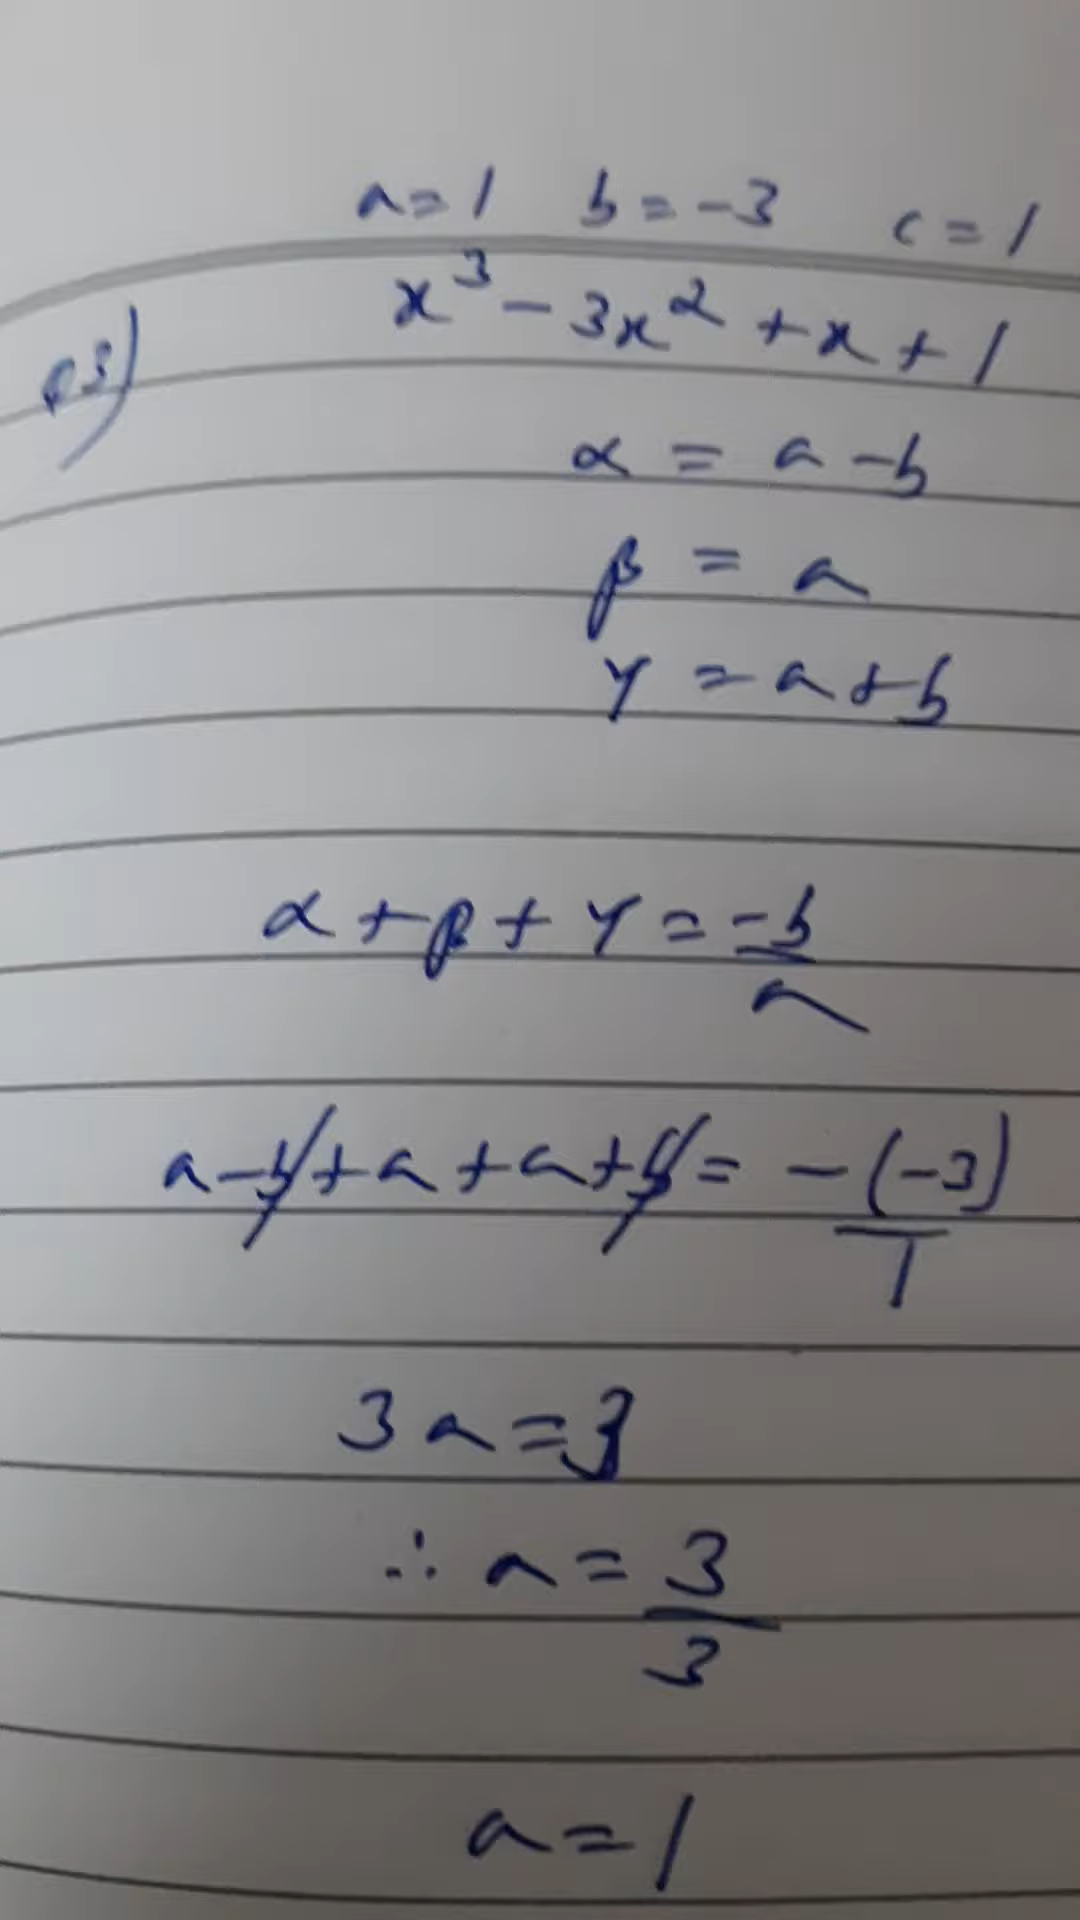 a=1 b=-3 c=1
Q3) x³ - 3x² + x + 1
α = a - b
β = a
γ = a + b
α + β + γ = -b/a
a - b + a + a + b = -(-3)/1
3a = 3
∴ a = 3/3
a = 1